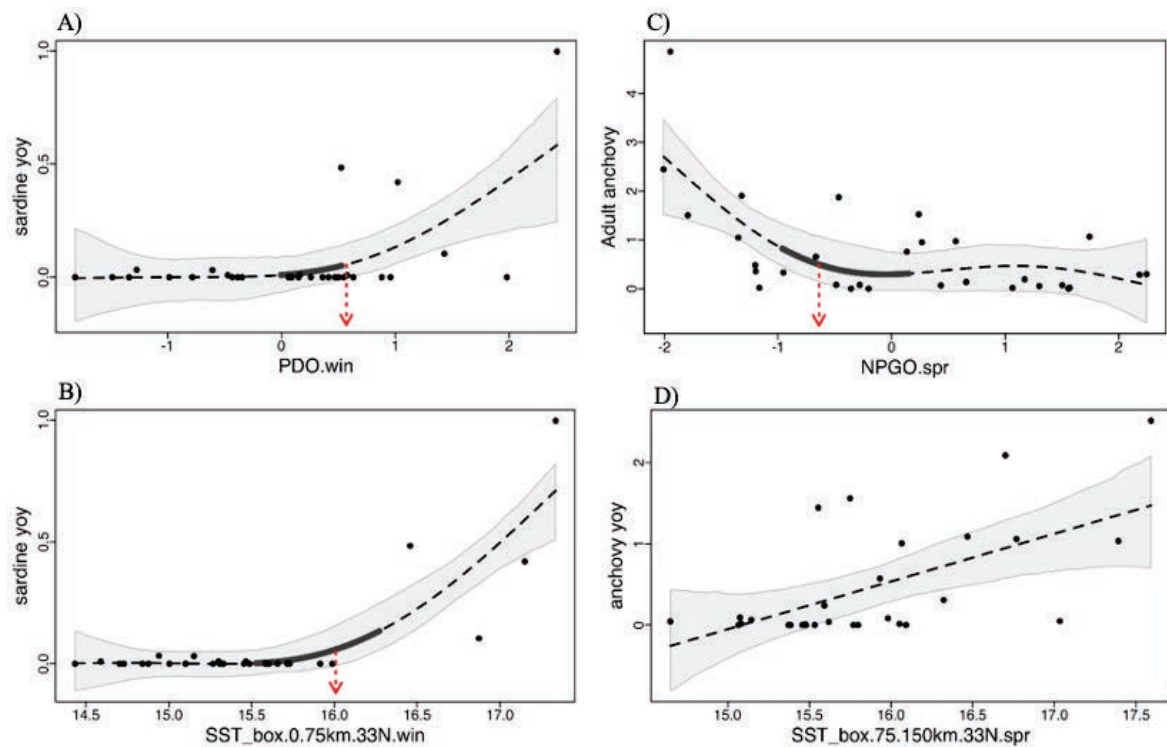 A)
sardine yoy
1.0
0.5
0.0
-1
0
1
2
PDO.win
B)
sardine yoy
1.0
0.5
0.0
14.5
15.0
15.5
16.0
16.5
17.0
SST_box.0.75km.33N.win
C)
Adult anchovy
4
3
2
1
0
-2
-1
0
1
2
NPGO.spr
D)
anchovy yoy
2
1
0
15.0
15.5
16.0
16.5
17.0
17.5
SST_box.75.150km.33N.spr